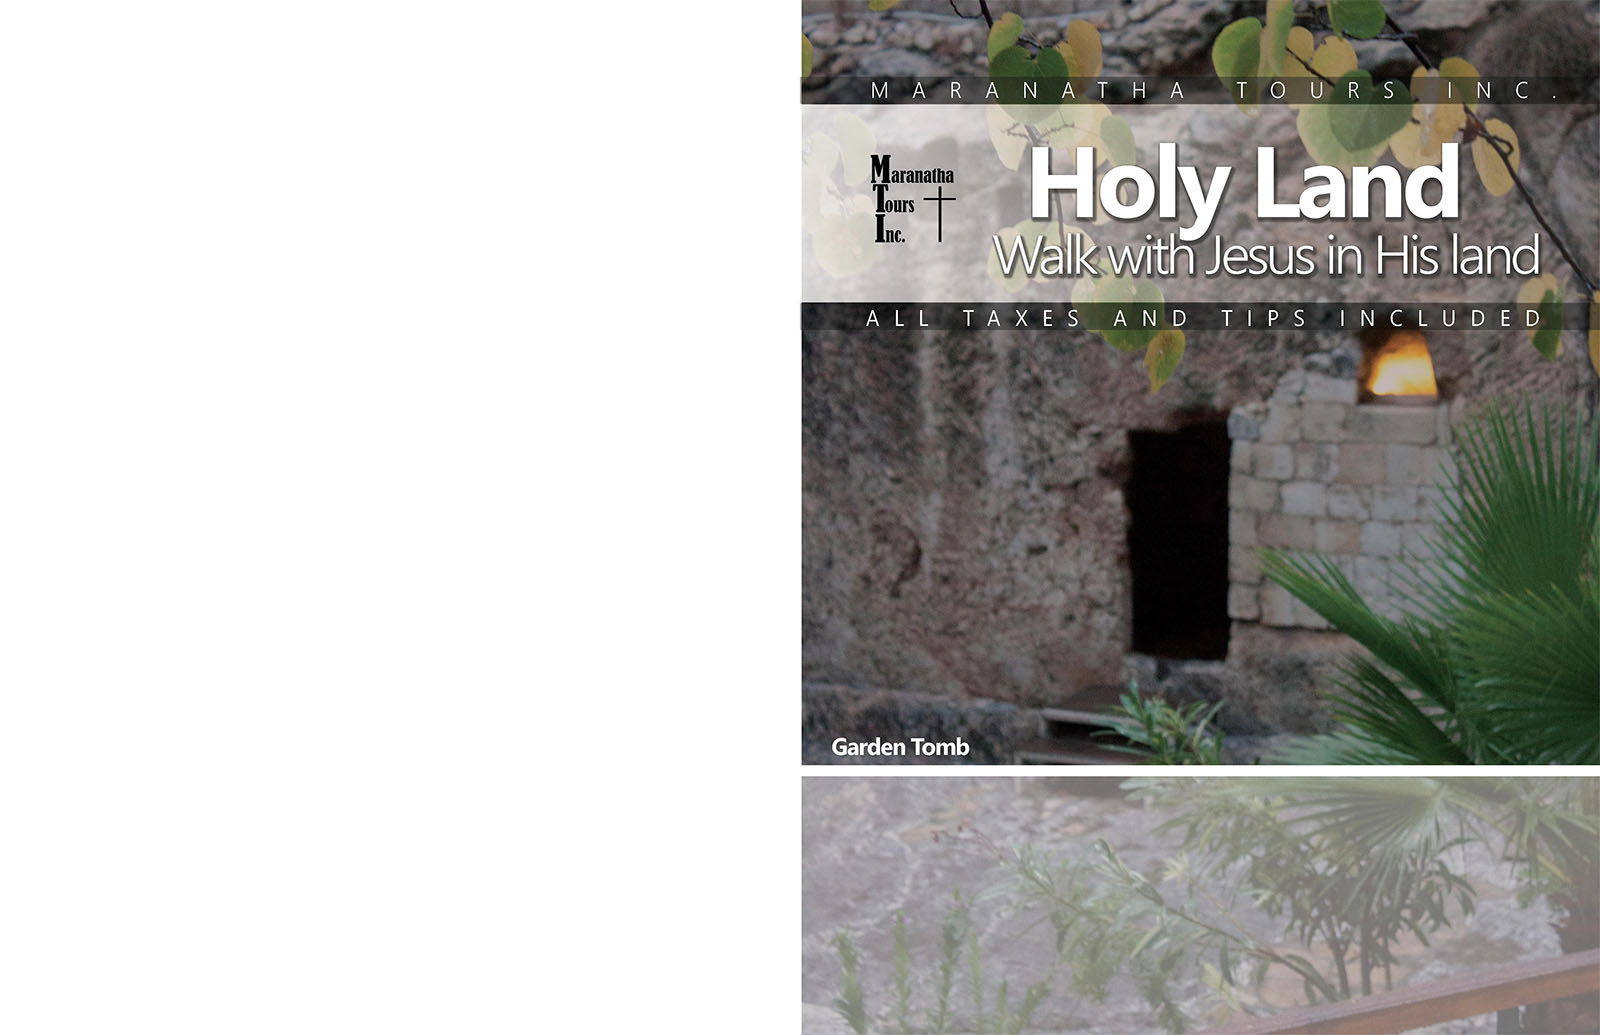 MARANATHA TOURS INC.
Maranatha
Tours
Inc.
Holy Land
Walk with Jesus in His land
ALL TAXES AND TIPS INCLUDED
Garden Tomb